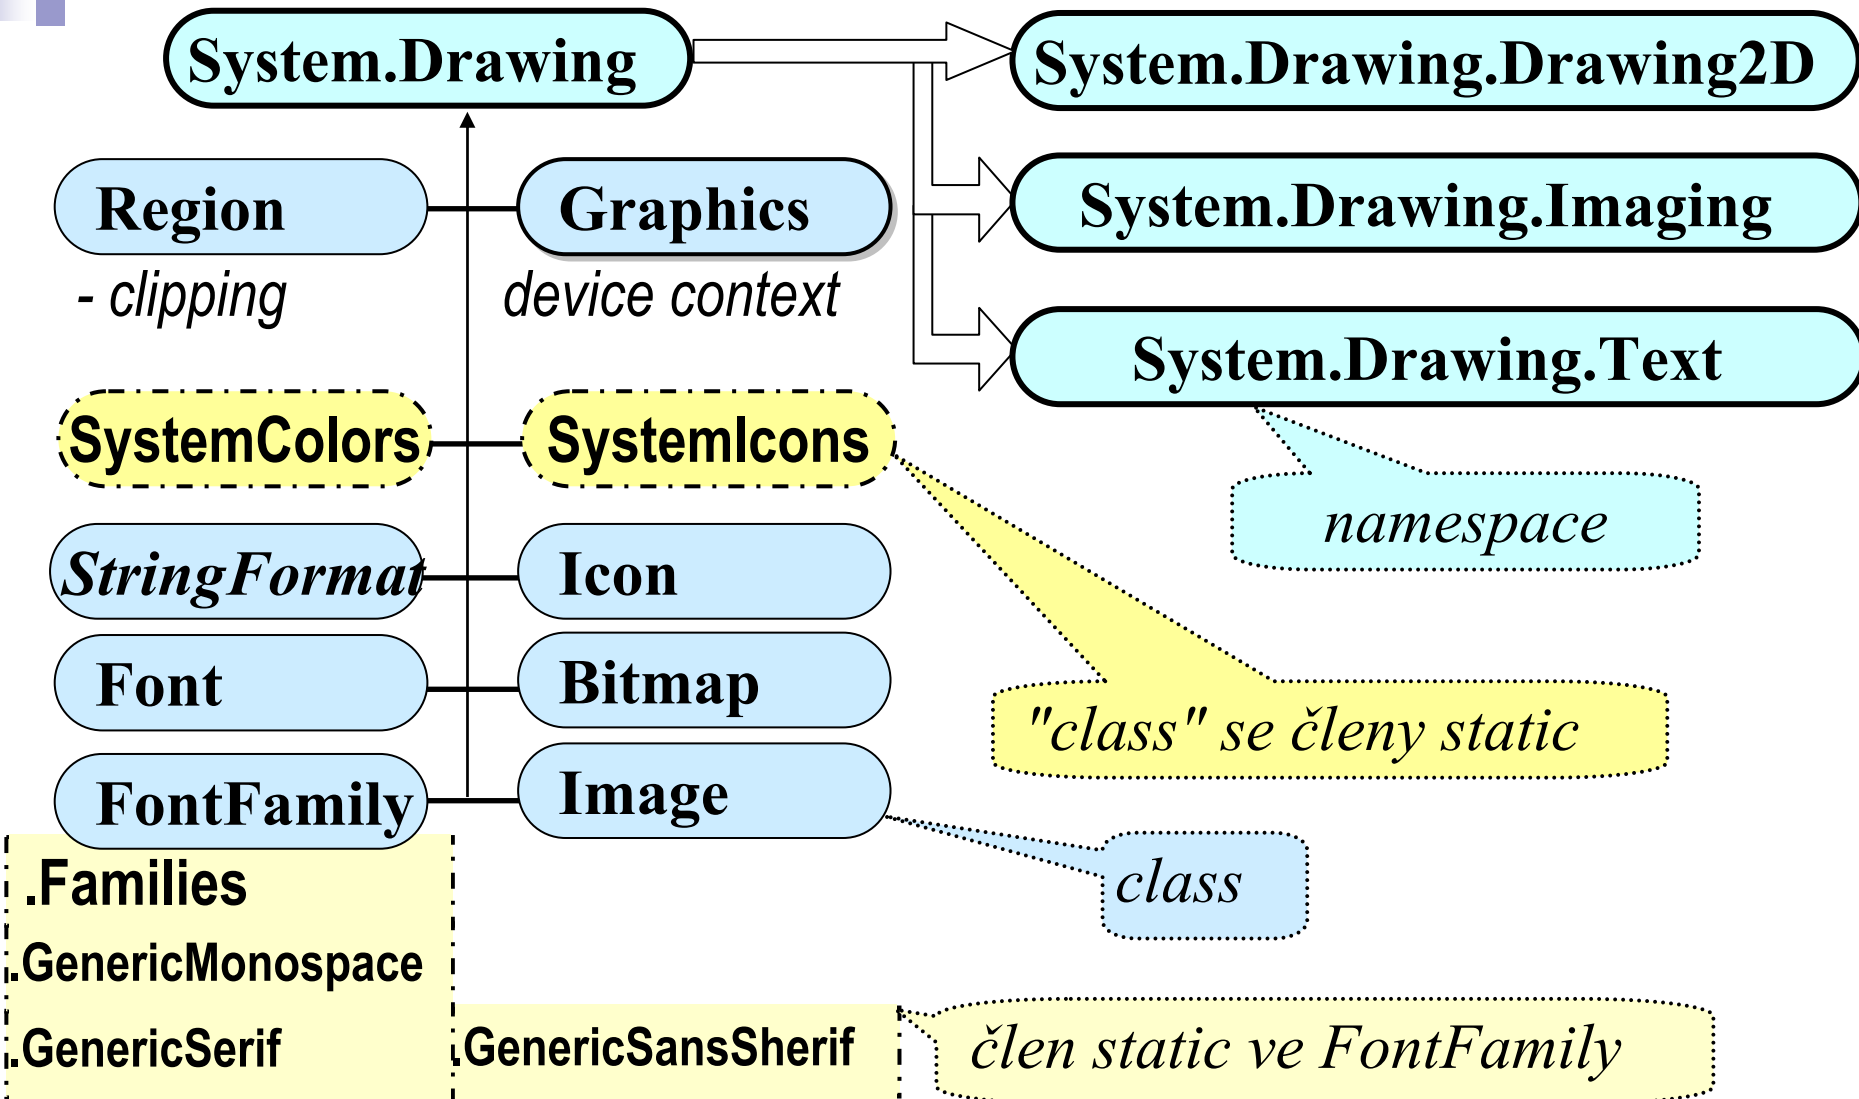 System.Drawing
System.Drawing.Drawing2D
Region
Graphics
System.Drawing.Imaging
- clipping
device context
System.Drawing.Text
SystemColors
SystemIcons
namespace
StringFormat
Icon
Font
Bitmap
"class" se členy static
FontFamily
Image
.Families
class
.GenericMonospace
.GenericSerif
.GenericSansSherif
člen static ve FontFamily